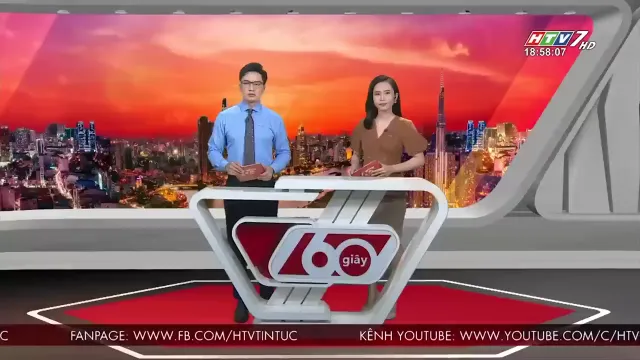 HTV7 HD
18:58:07
60
giây
C FANPAGE: WWW.FB.COM/HTVTINTUC KÊNH YOUTUBE: WWW.YOUTUBE.COM/C/HTV